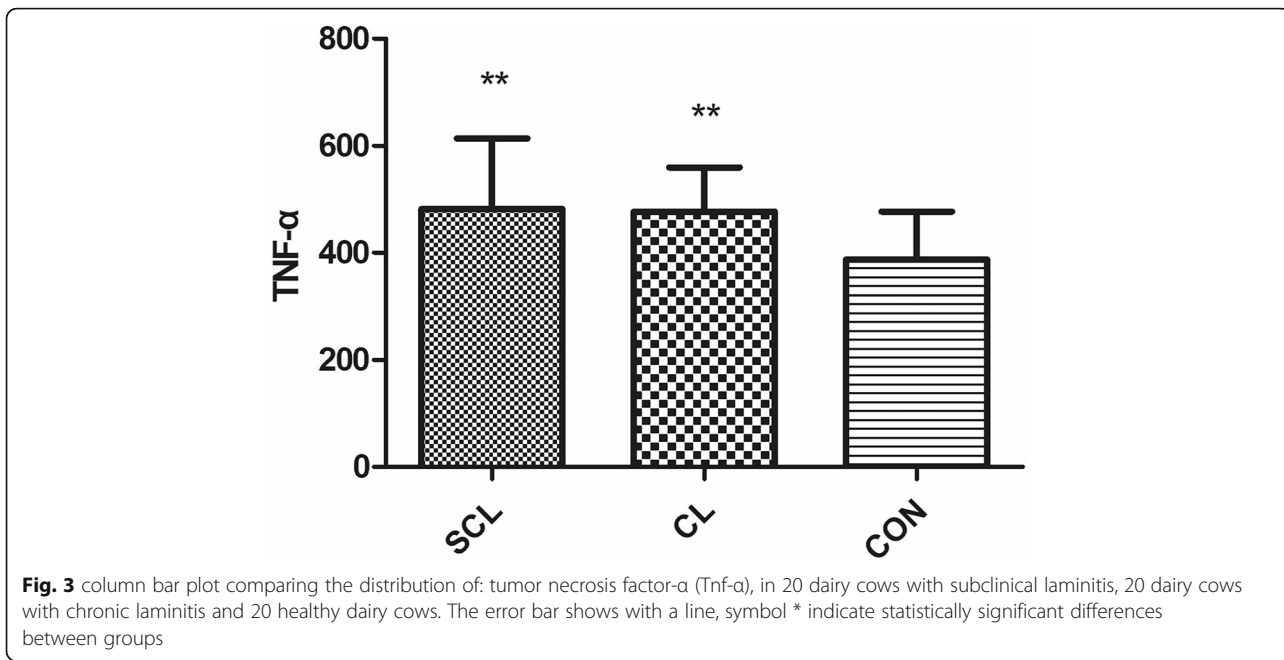 800
600
400
200
0
TNF-α
**
**
SCL
CL
CON
Fig. 3 column bar plot comparing the distribution of: tumor necrosis factor-α (Tnf-α), in 20 dairy cows with subclinical laminitis, 20 dairy cows
with chronic laminitis and 20 healthy dairy cows. The error bar shows with a line, symbol * indicate statistically significant differences
between groups